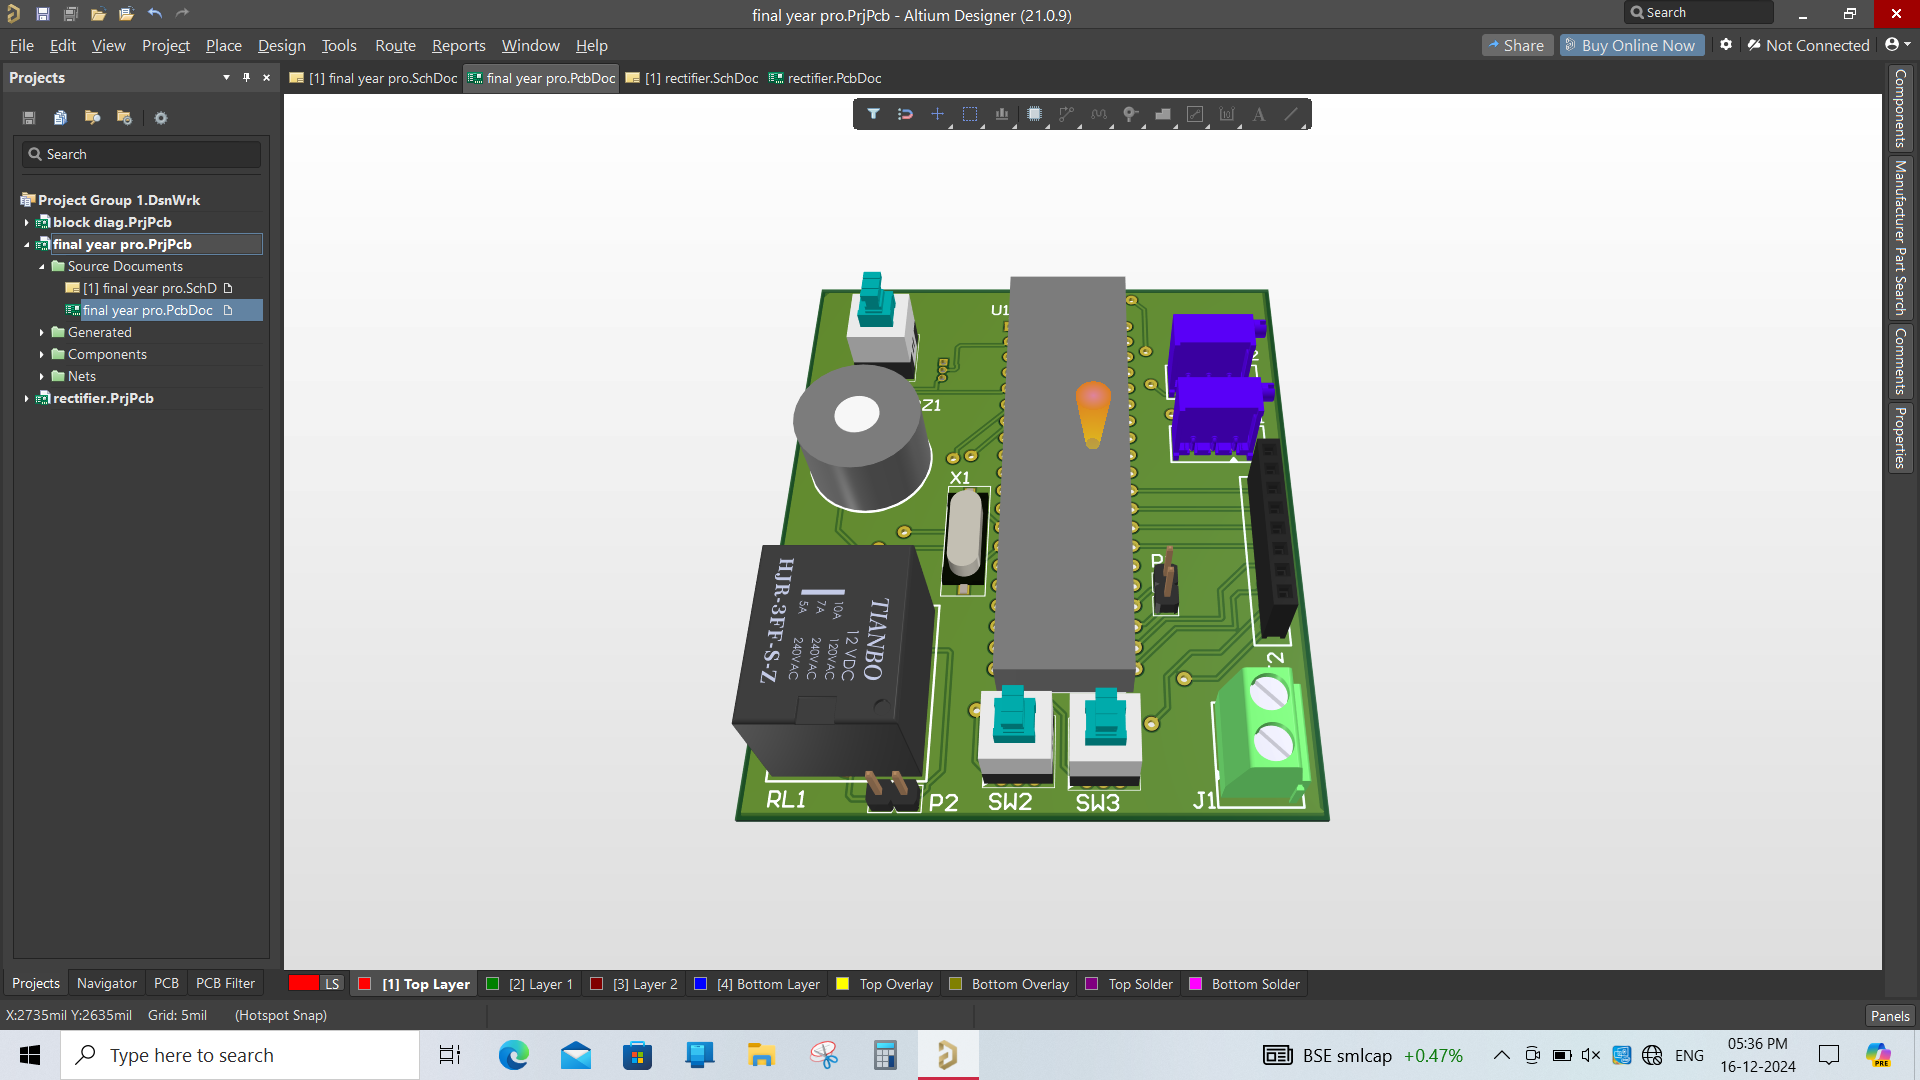 final year pro.PrjPcb - Altium Designer (21.0.9)
Search
File Edit View Project Place Design Tools Route Reports Window Help
Share
Buy Online Now
Not Connected
Projects
[1] final year pro.SchDoc
final year pro.PcbDoc
[1] rectifier.SchDoc
rectifier.PcbDoc
Search
Project Group 1.DsnWrk
block diag.PrjPcb
final year pro.PrjPcb
Source Documents
[1] final year pro.SchD
final year pro.PcbDoc
Generated
Components
Nets
rectifier.PrjPcb
Components
Manufacturer Part Search
Comments
Properties
U1
2
Z1
X1
P
HJR-3FF-S-Z
5A 240VAC
7A 240VAC
10A 120VAC
12 VDC
TIANBO
2
RL1
P2
SW2
SW3
J1
Projects Navigator PCB PCB Filter
LS
[1] Top Layer
[2] Layer 1
[3] Layer 2
[4] Bottom Layer
Top Overlay
Bottom Overlay
Top Solder
Bottom Solder
X:2735mil Y:2635mil Grid: 5mil (Hotspot Snap)
Panels
Type here to search
BSE smlcap +0.47%
ENG
05:36 PM
16-12-2024
PRE